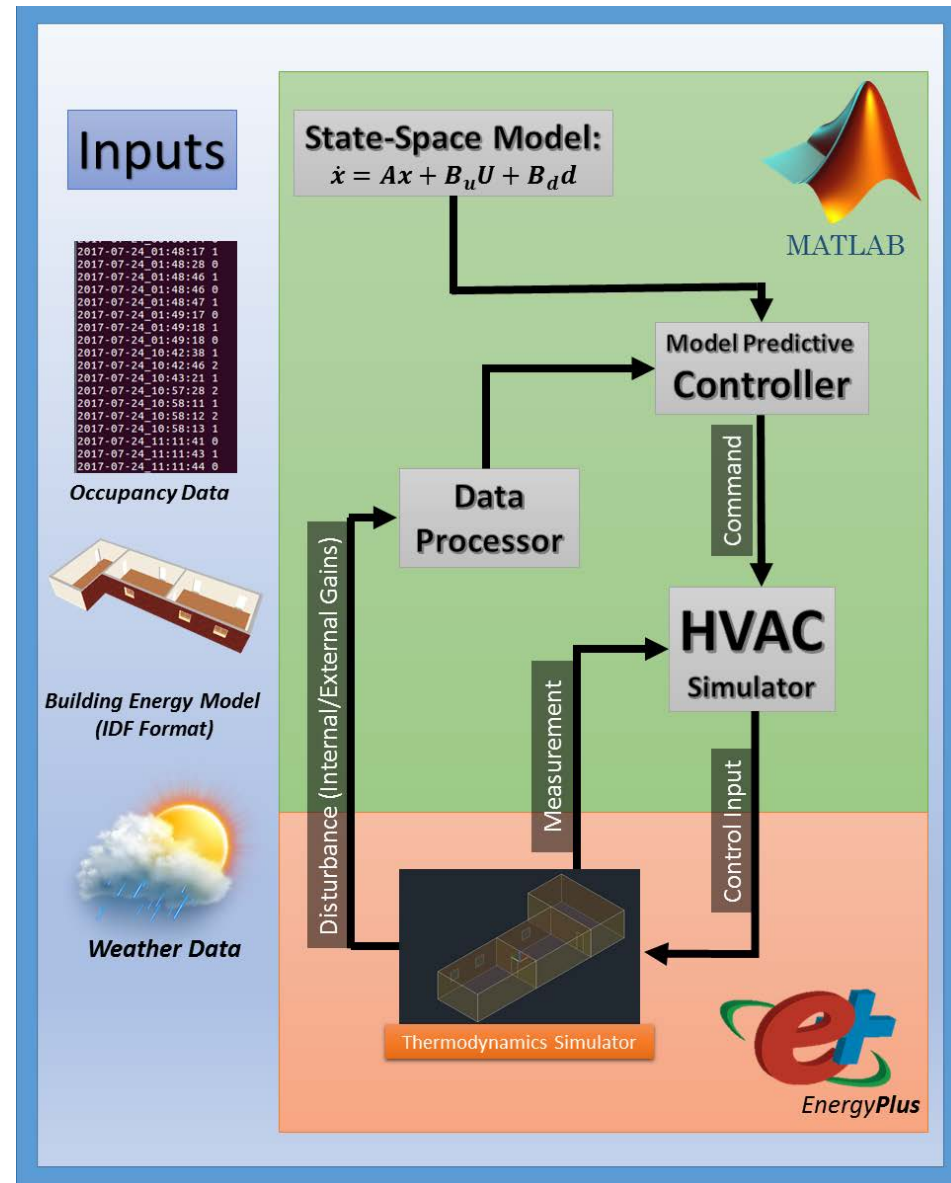 Inputs
2017-07-24_01:48:17 1
2017-07-24_01:48:28 0
2017-07-24_01:48:46 1
2017-07-24_01:48:46 0
2017-07-24_01:48:47 1
2017-07-24_01:49:17 0
2017-07-24_01:49:18 1
2017-07-24_01:49:18 0
2017-07-24_10:42:38 1
2017-07-24_10:42:46 2
2017-07-24_10:43:21 1
2017-07-24_10:57:28 2
2017-07-24_10:58:11 1
2017-07-24_10:58:12 2
2017-07-24_10:58:13 1
2017-07-24_11:11:41 0
2017-07-24_11:11:43 1
2017-07-24_11:11:44 0
Occupancy Data
Building Energy Model
(IDF Format)
Weather Data
State-Space Model:
ẋ = Ax + BᵤU + B_d d
MATLAB
Model Predictive
Controller
Data
Processor
Command
HVAC
Simulator
Disturbance (Internal/External Gains)
Measurement
Control Input
Thermodynamics Simulator
e+
EnergyPlus